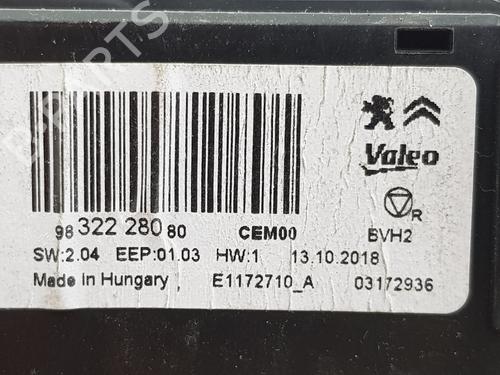 B-PARTS
Valeo
R
98 322 280 80 CEM00 BVH2
SW:2.04 EEP:01.03 HW:1 13.10.2018
Made in Hungary , E1172710_A 03172936